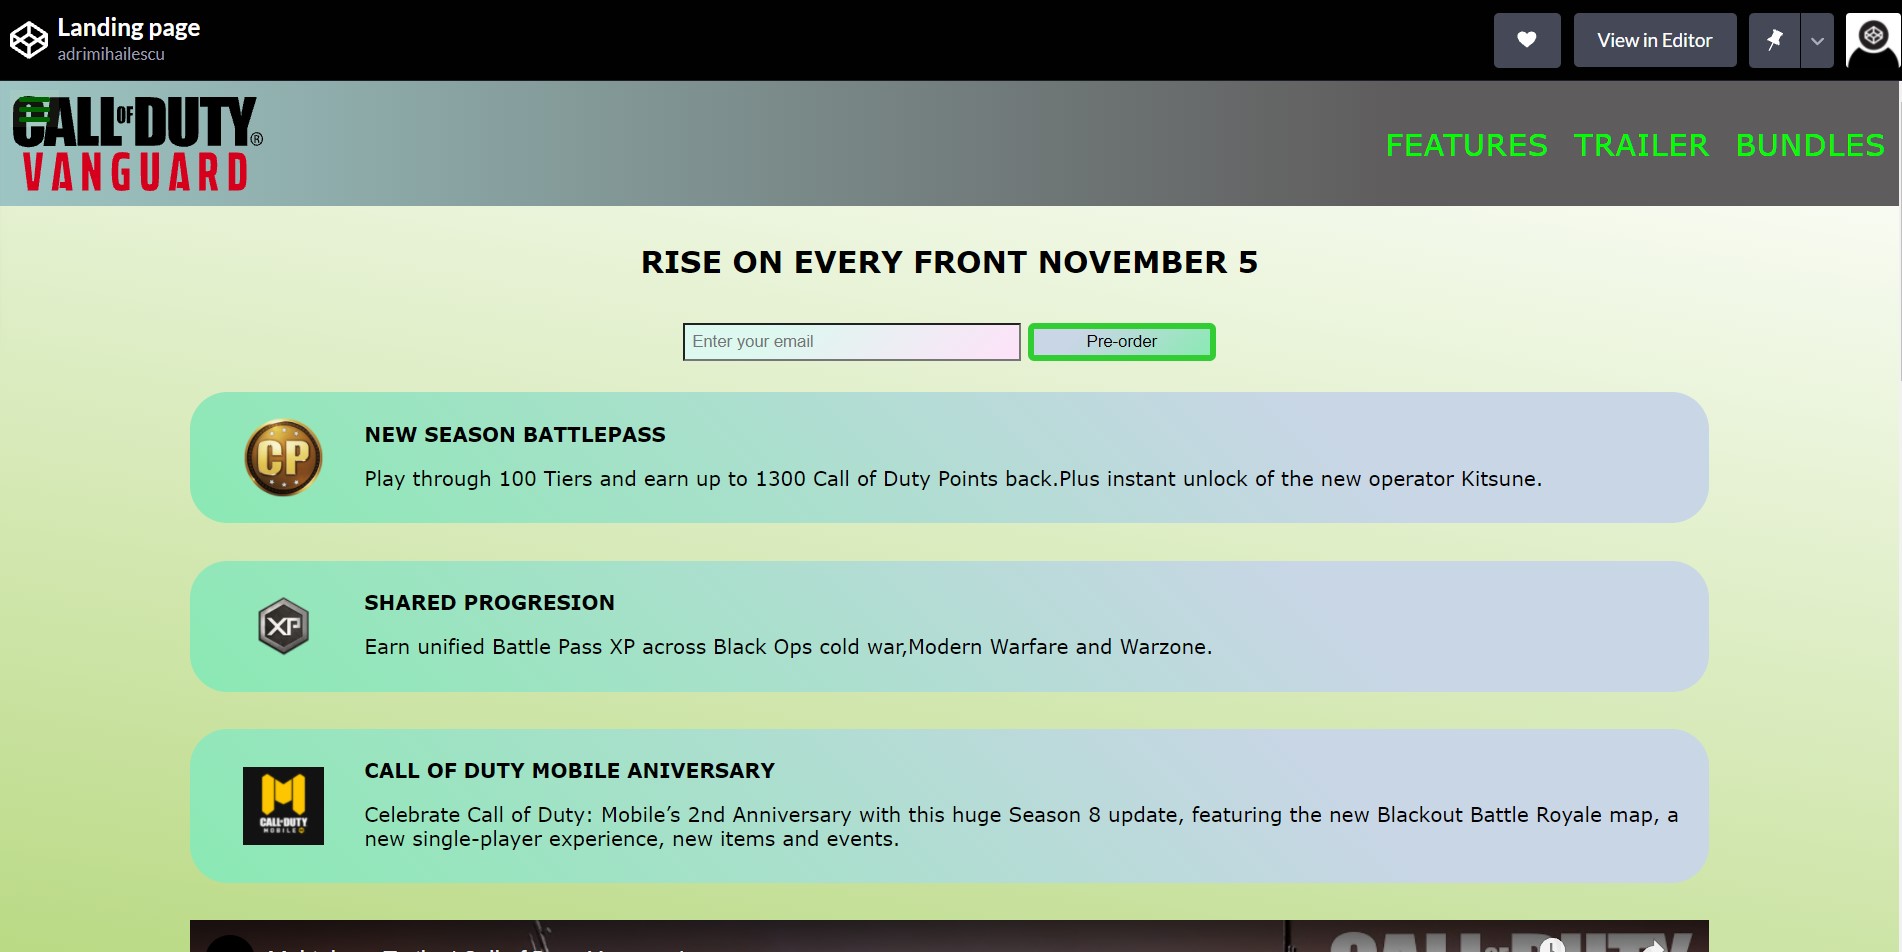 Landing page
adrimihailescu
View in Editor
CALL OF DUTY®
VANGUARD
FEATURES TRAILER BUNDLES
RISE ON EVERY FRONT NOVEMBER 5
Enter your email
Pre-order
CP
NEW SEASON BATTLEPASS
Play through 100 Tiers and earn up to 1300 Call of Duty Points back.Plus instant unlock of the new operator Kitsune.
XP
SHARED PROGRESION
Earn unified Battle Pass XP across Black Ops cold war,Modern Warfare and Warzone.
CALL OF DUTY
MOBILE
CALL OF DUTY MOBILE ANIVERSARY
Celebrate Call of Duty: Mobile’s 2nd Anniversary with this huge Season 8 update, featuring the new Blackout Battle Royale map, a
new single-player experience, new items and events.